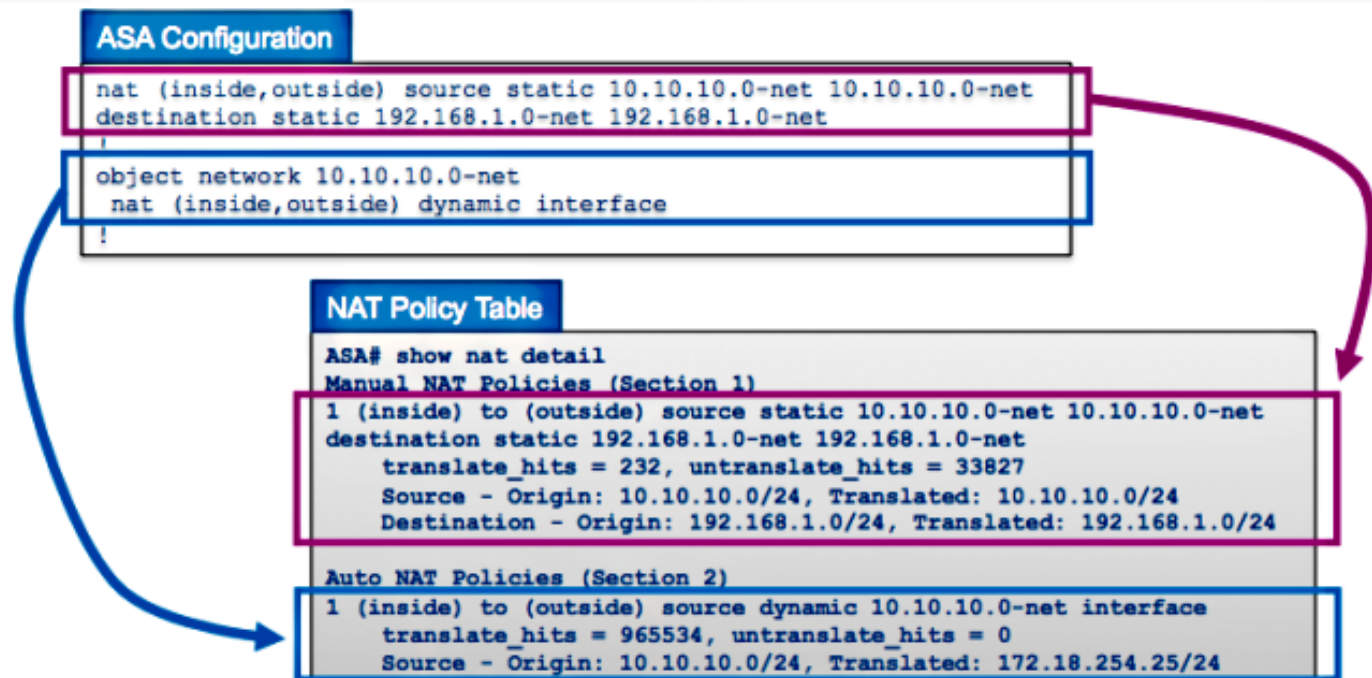 ASA Configuration
nat (inside,outside) source static 10.10.10.0-net 10.10.10.0-net
destination static 192.168.1.0-net 192.168.1.0-net
!
object network 10.10.10.0-net
 nat (inside,outside) dynamic interface
!
NAT Policy Table
ASA# show nat detail
Manual NAT Policies (Section 1)
1 (inside) to (outside) source static 10.10.10.0-net 10.10.10.0-net
destination static 192.168.1.0-net 192.168.1.0-net
    translate_hits = 232, untranslate_hits = 33827
    Source - Origin: 10.10.10.0/24, Translated: 10.10.10.0/24
    Destination - Origin: 192.168.1.0/24, Translated: 192.168.1.0/24
Auto NAT Policies (Section 2)
1 (inside) to (outside) source dynamic 10.10.10.0-net interface
    translate_hits = 965534, untranslate_hits = 0
    Source - Origin: 10.10.10.0/24, Translated: 172.18.254.25/24